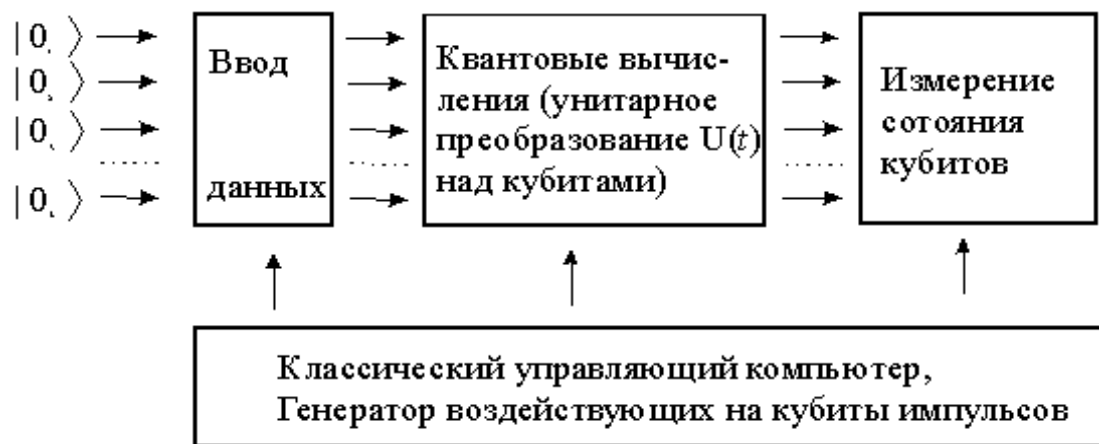 | 0 ⟩
| 0 ⟩
| 0 ⟩
| 0 ⟩
Ввод
данных
Квантовые вычис-
ления (унитарное
преобразование U(t)
над кубитами)
Измерение
сотояния
кубитов
Классический управляющий компьютер,
Генератор воздействующих на кубиты импульсов